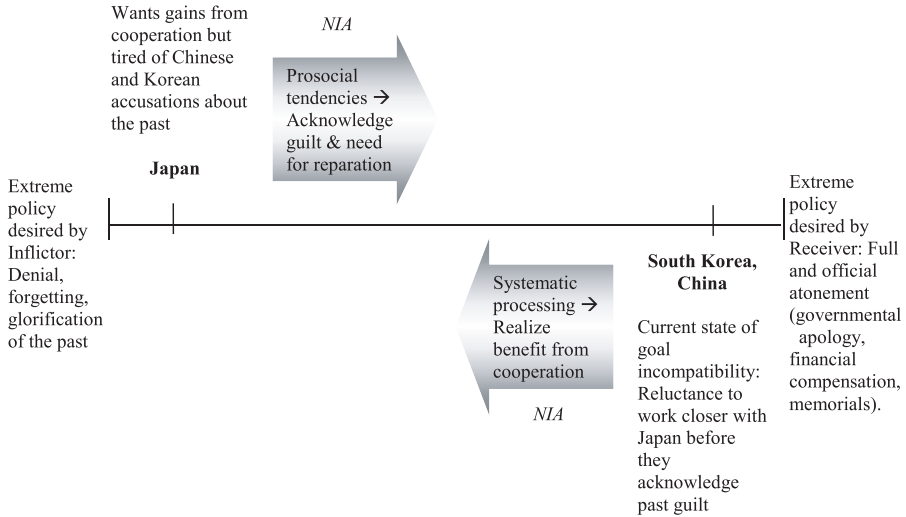 Wants gains from
cooperation but
tired of Chinese
and Korean
accusations about
the past
NIA
Prosocial
tendencies →
Acknowledge
guilt & need
for reparation
Japan
Extreme
policy
desired by
Inflictor:
Denial,
forgetting,
glorification
of the past
Extreme
policy
desired by
Receiver: Full
and official
atonement
(governmental
apology,
financial
compensation,
memorials).
South Korea,
China
Systematic
processing →
Realize
benefit from
cooperation
NIA
Current state of
goal
incompatibility:
Reluctance to
work closer with
Japan before
they
acknowledge
past guilt